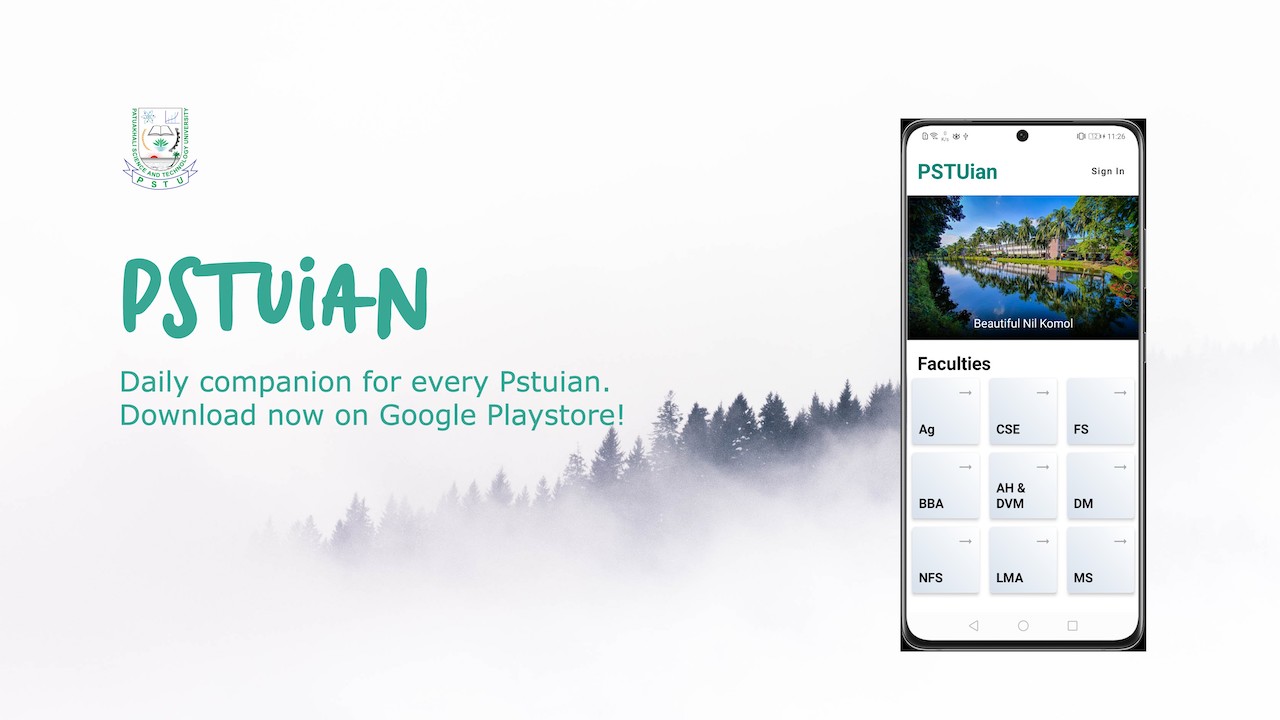 PATUAKHALI SCIENCE AND TECHNOLOGY UNIVERSITY
PSTU
PSTUiAN
Daily companion for every Pstuian.
Download now on Google Playstore!
11:26
PSTUian
Sign In
Beautiful Nil Komol
Faculties
Ag
CSE
FS
BBA
AH &
DVM
DM
NFS
LMA
MS